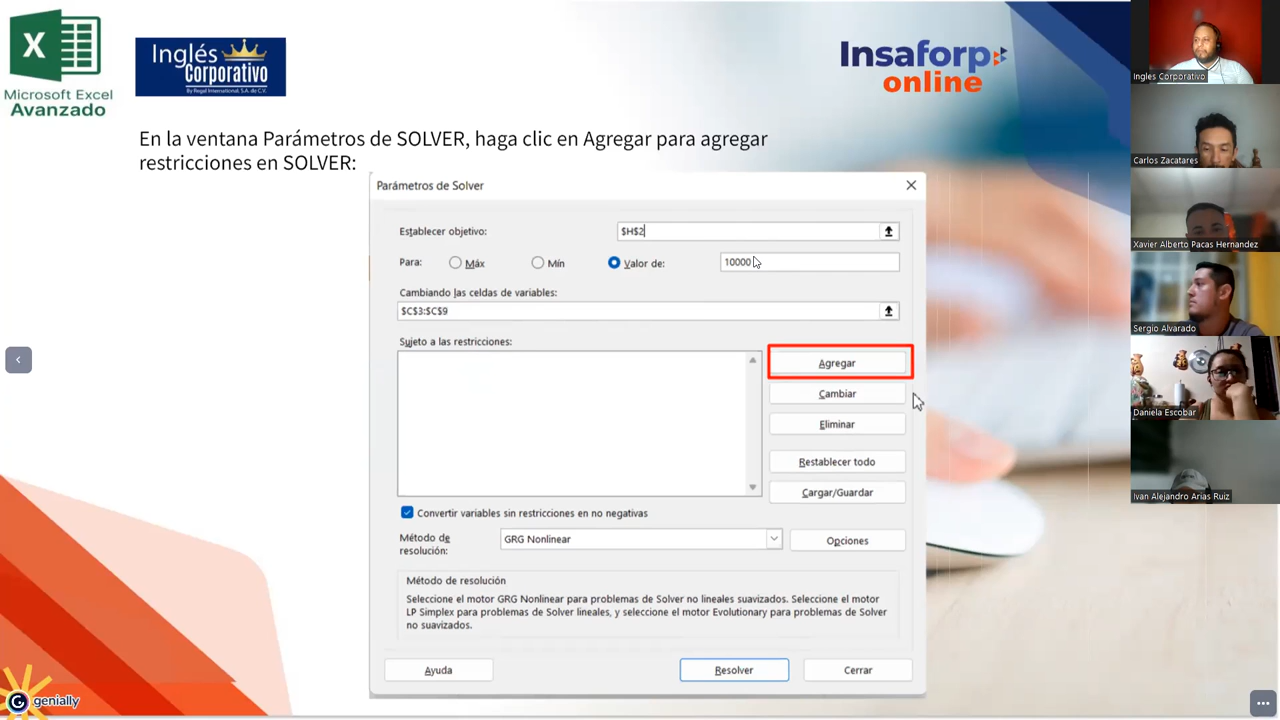 Microsoft Excel
Avanzado
Inglés
Corporativo
By Regal International, S.A. de C.V.
Insaforp
online
En la ventana Parámetros de SOLVER, haga clic en Agregar para agregar
restricciones en SOLVER:
Parámetros de Solver
Establecer objetivo:
$H$2
Para:
Máx
Mín
Valor de:
10000
Cambiando las celdas de variables:
$C$3:$C$9
Sujeto a las restricciones:
Agregar
Cambiar
Eliminar
Restablecer todo
Cargar/Guardar
Convertir variables sin restricciones en no negativas
Método de
resolución:
GRG Nonlinear
Opciones
Método de resolución
Seleccione el motor GRG Nonlinear para problemas de Solver no lineales suavizados. Seleccione el motor
LP Simplex para problemas de Solver lineales, y seleccione el motor Evolutionary para problemas de Solver
no suavizados.
Ayuda
Resolver
Cerrar
genially
Ingles Corporativo
Carlos Zacatares
Xavier Alberto Pacas Hernandez
Sergio Alvarado
Daniela Escobar
Ivan Alejandro Arias Ruiz